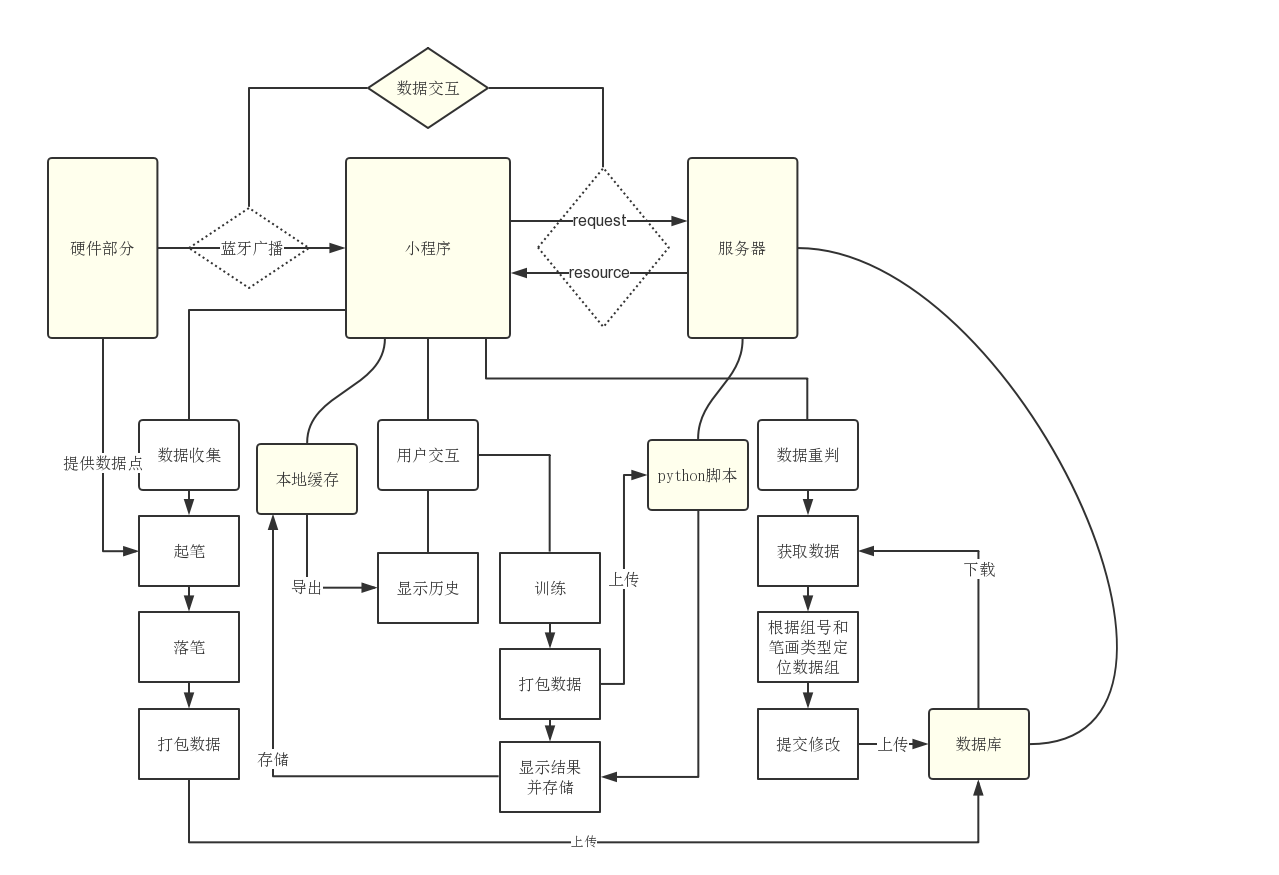 数据交互
硬件部分
蓝牙广播
小程序
request
resource
服务器
提供数据点
数据收集
本地缓存
用户交互
python脚本
数据重判
起笔
导出
显示历史
训练
上传
获取数据
下载
落笔
打包数据
根据组号和
笔画类型定
位数据组
打包数据
存储
显示结果
并存储
提交修改
上传
数据库
上传